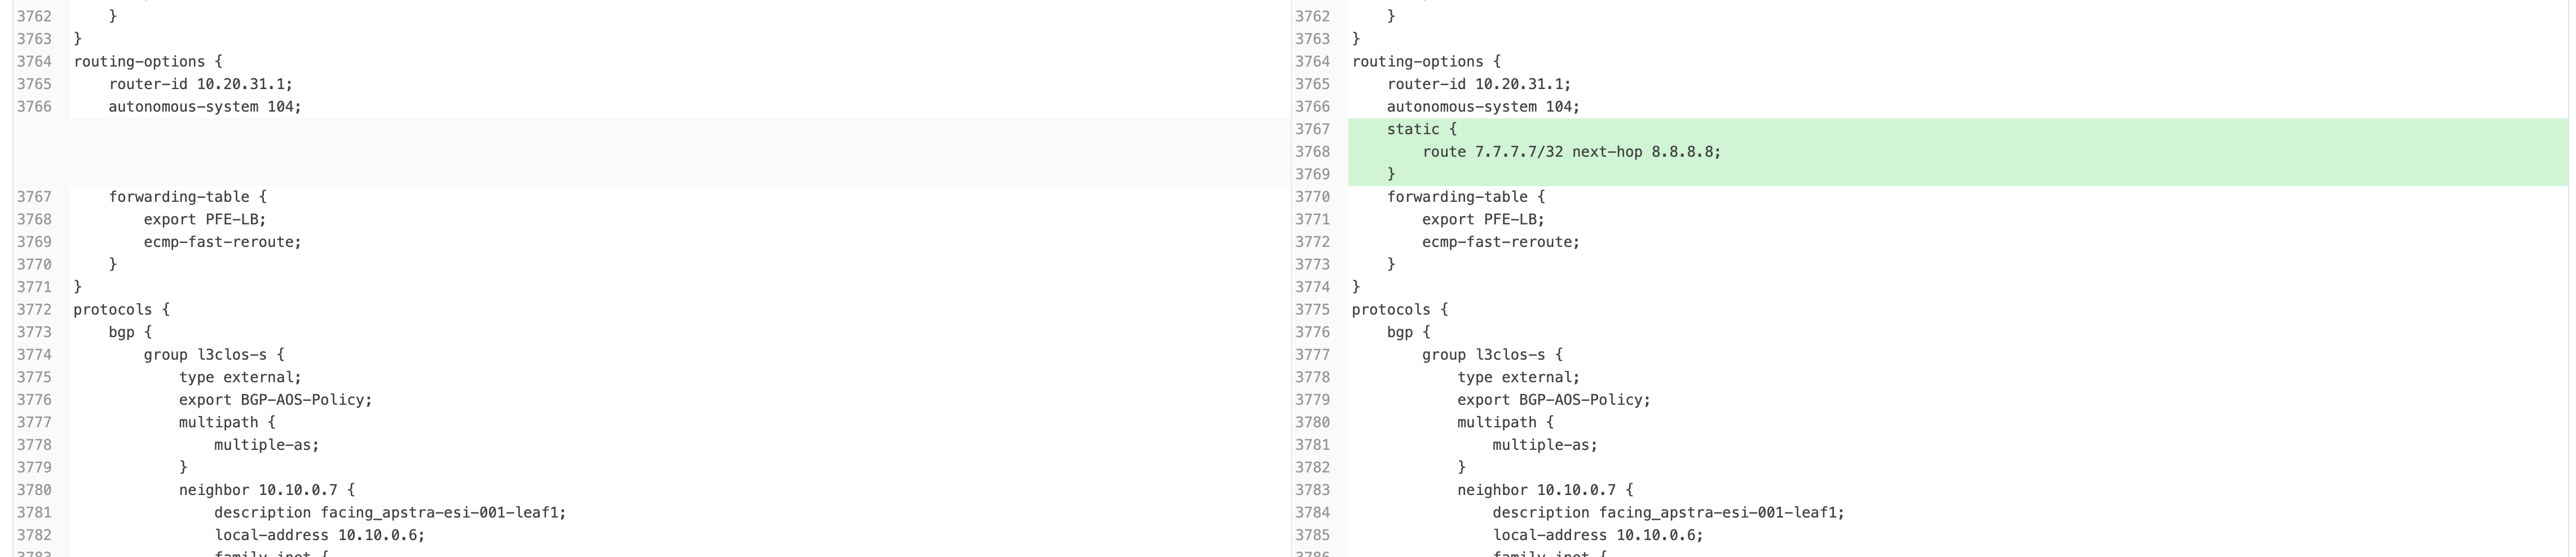 3762     }
3763 }
3764 routing-options {
3765     router-id 10.20.31.1;
3766     autonomous-system 104;
3767     forwarding-table {
3768         export PFE-LB;
3769         ecmp-fast-reroute;
3770     }
3771 }
3772 protocols {
3773     bgp {
3774         group l3clos-s {
3775             type external;
3776             export BGP-AOS-Policy;
3777             multipath {
3778                 multiple-as;
3779             }
3780             neighbor 10.10.0.7 {
3781                 description facing_apstra-esi-001-leaf1;
3782                 local-address 10.10.0.6;
3783                 family inet {
3762     }
3763 }
3764 routing-options {
3765     router-id 10.20.31.1;
3766     autonomous-system 104;
3767     static {
3768         route 7.7.7.7/32 next-hop 8.8.8.8;
3769     }
3770     forwarding-table {
3771         export PFE-LB;
3772         ecmp-fast-reroute;
3773     }
3774 }
3775 protocols {
3776     bgp {
3777         group l3clos-s {
3778             type external;
3779             export BGP-AOS-Policy;
3780             multipath {
3781                 multiple-as;
3782             }
3783             neighbor 10.10.0.7 {
3784                 description facing_apstra-esi-001-leaf1;
3785                 local-address 10.10.0.6;
3786                 family inet {